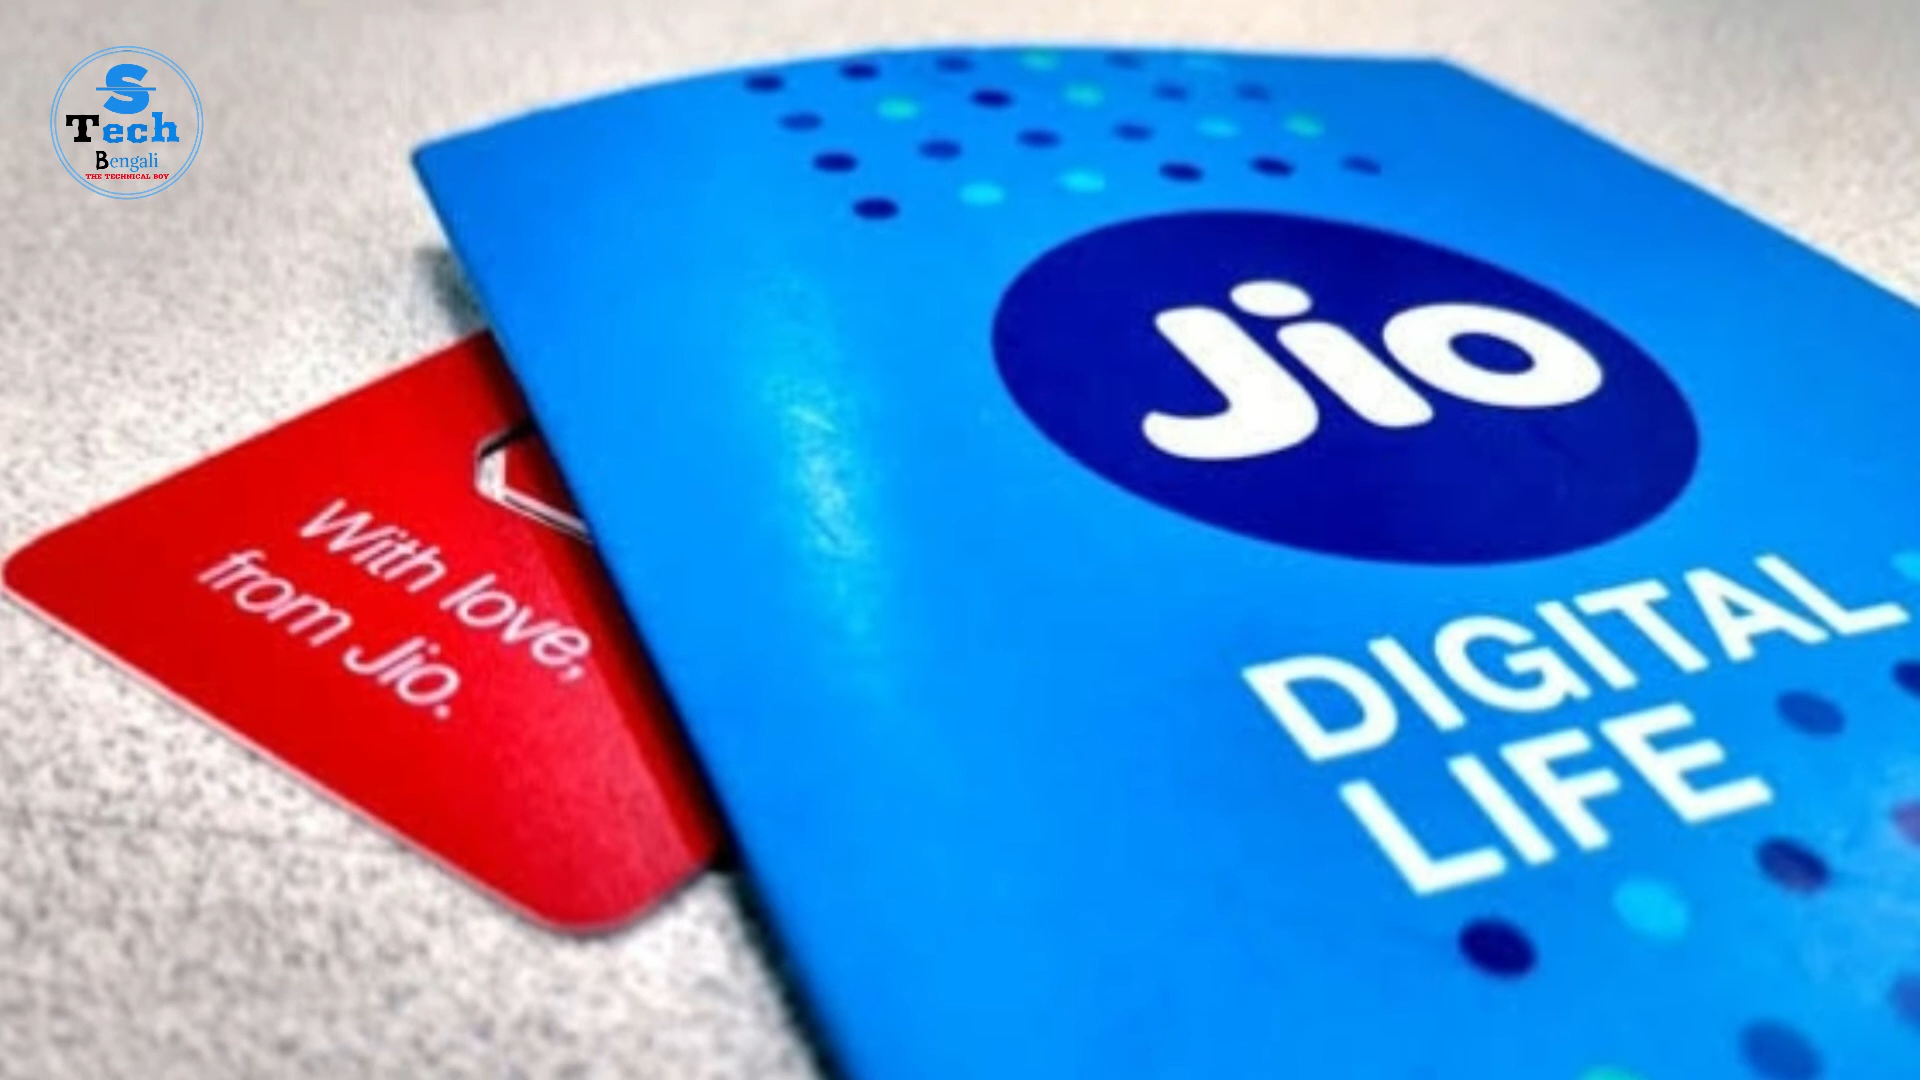 S
Tech
Bengali
THE TECHNICAL BOY
Jio
DIGITAL
LIFE
With love,
from Jio.